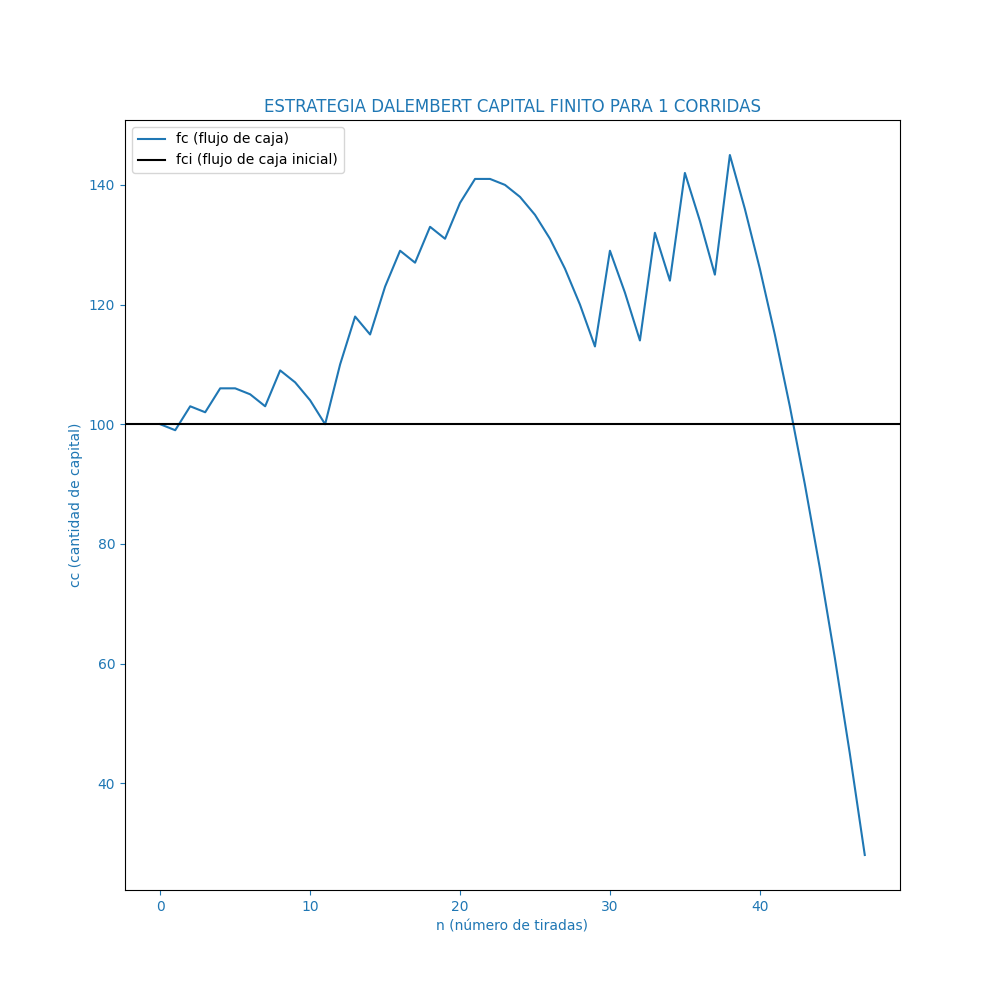 ESTRATEGIA DALEMBERT CAPITAL FINITO PARA 1 CORRIDAS
fc (flujo de caja)
fci (flujo de caja inicial)
140
120
100
80
60
40
cc (cantidad de capital)
0 10 20 30 40
n (número de tiradas)